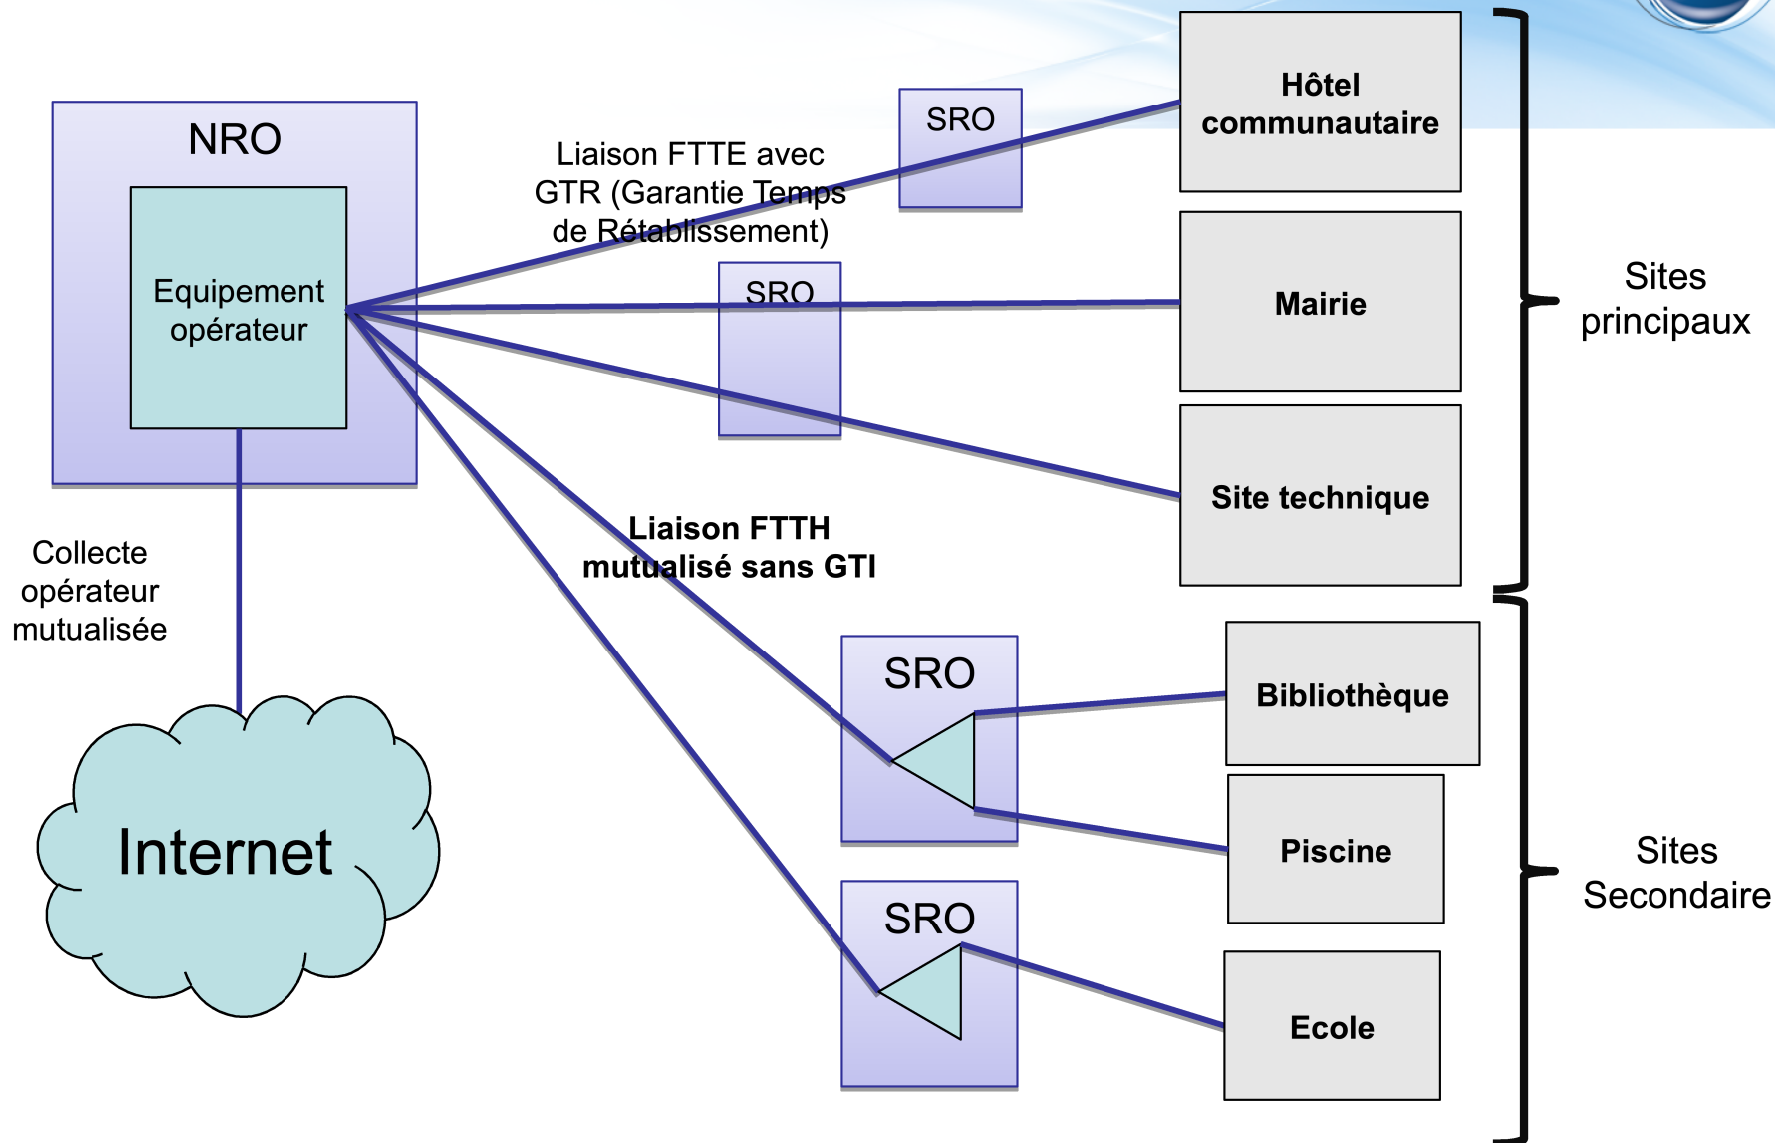 NRO
Equipement
opérateur
Liaison FTTE avec
GTR (Garantie Temps
de Rétablissement)
SRO
SRO
Hôtel
communautaire
Mairie
Site technique
Sites
principaux
Collecte
opérateur
mutualisée
Internet
Liaison FTTH
mutualisé sans GTI
SRO
SRO
Bibliothèque
Piscine
Ecole
Sites
Secondaire